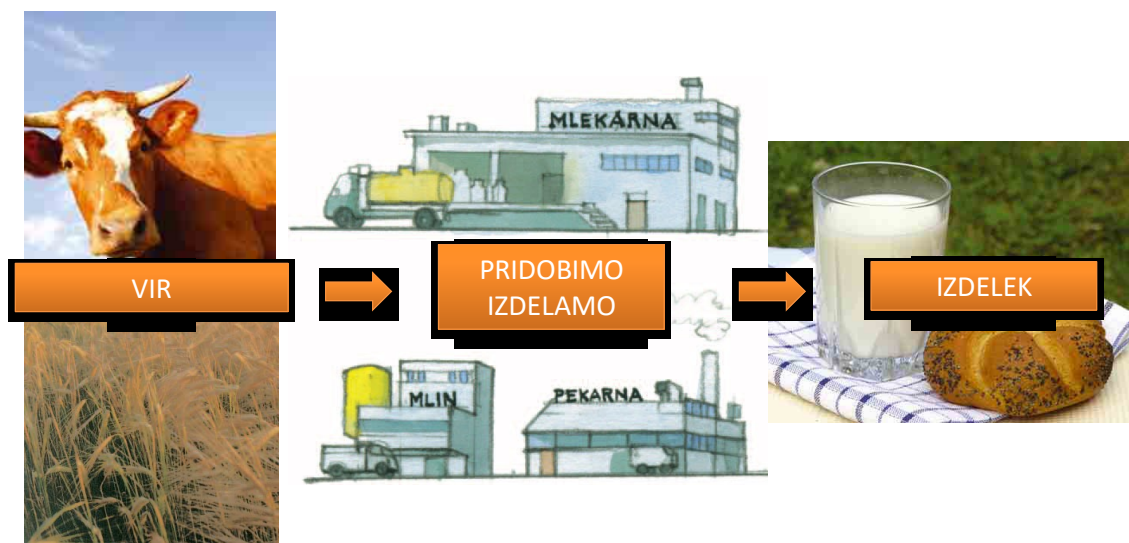 MLEKARNA
VIR
PRIDOBIMO
IZDELAMO
IZDELEK
MLIN
PEKARNA